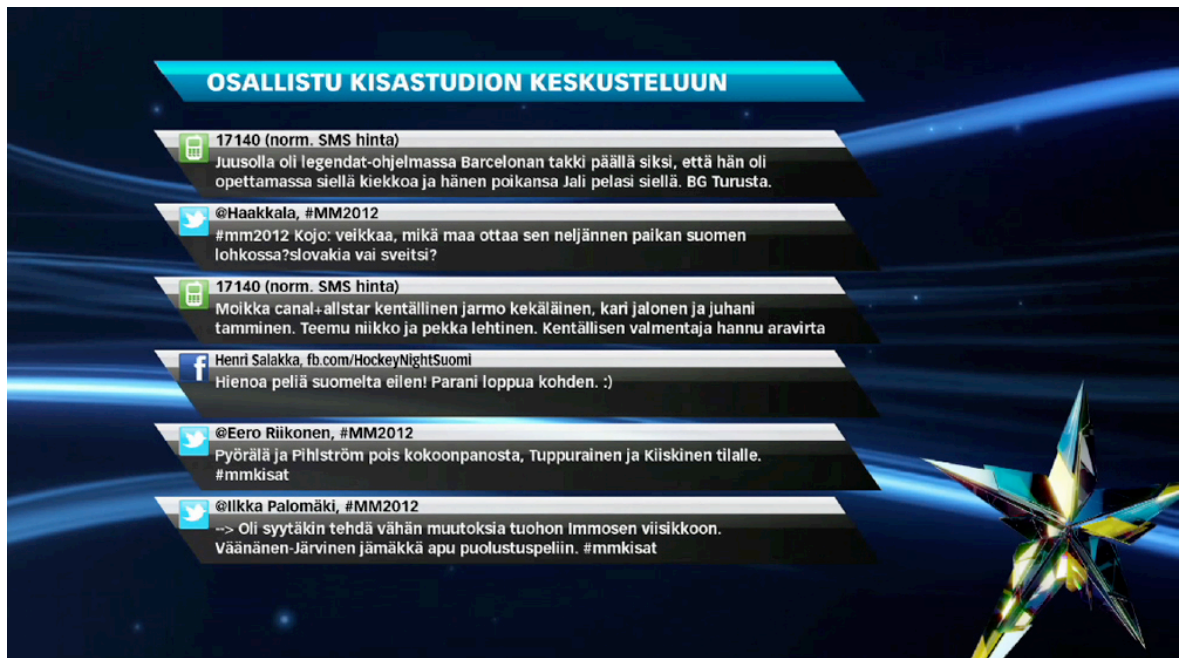 OSALLISTU KISASTUDION KESKUSTELUUN
17140 (norm. SMS hinta)
Juusolla oli legendat-ohjelmassa Barcelonan takki päällä siksi, että hän oli
opettamassa siellä kiekkoa ja hänen poikansa Jali pelasi siellä. BG Turusta.
@Haakkala, #MM2012
#mm2012 Kojo: veikkaa, mikä maa ottaa sen neljännen paikan suomen
lohkossa?slovakia vai sveitsi?
17140 (norm. SMS hinta)
Moikka canal+allstar kentällinen jarmo kekäläinen, kari jalonen ja juhani
tamminen. Teemu niikko ja pekka lehtinen. Kentällisen valmentaja hannu aravirta
Henri Salakka, fb.com/HockeyNightSuomi
Hienoa peliä suomelta eilen! Parani loppua kohden. :)
@Eero Riikonen, #MM2012
Pyörälä ja Pihlström pois kokoonpanosta, Tuppurainen ja Kiiskinen tilalle.
#mmkisat
@Ilkka Palomäki, #MM2012
--> Oli syytäkin tehdä vähän muutoksia tuohon Immosen viisikkoon.
Väänänen-Järvinen jämäkkä apu puolustuspeliin. #mmkisat